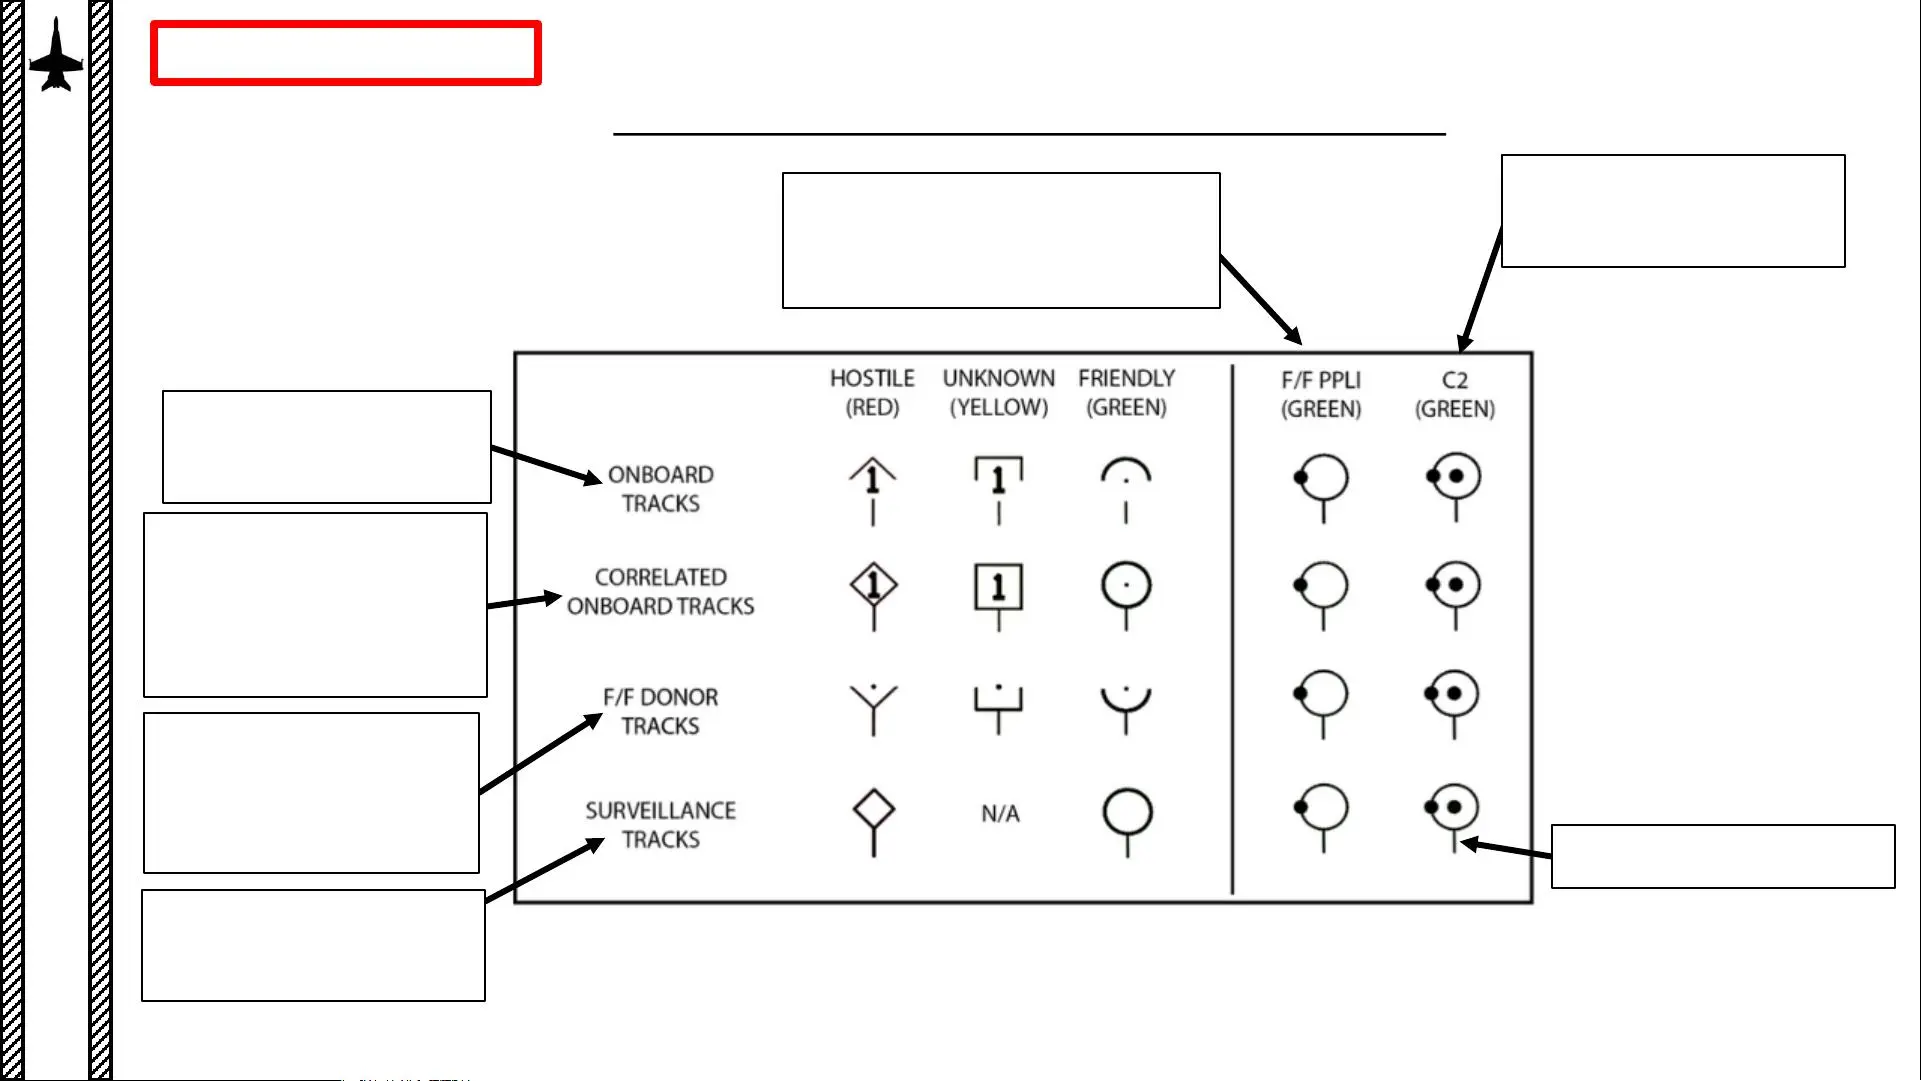 HOSTILE UNKNOWN FRIENDLY F/F PPLI C2
(RED) (YELLOW) (GREEN) (GREEN) (GREEN)
ONBOARD 1 1
TRACKS
CORRELATED 1 1
ONBOARD TRACKS
F/F DONOR
TRACKS
SURVEILLANCE N/A
TRACKS